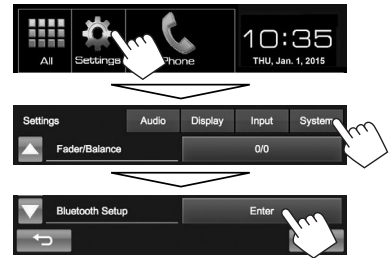 10:35
All Settings Phone
THU, Jan. 1, 2015
Settings Audio Display Input System
Fader/Balance 0/0
Bluetooth Setup Enter